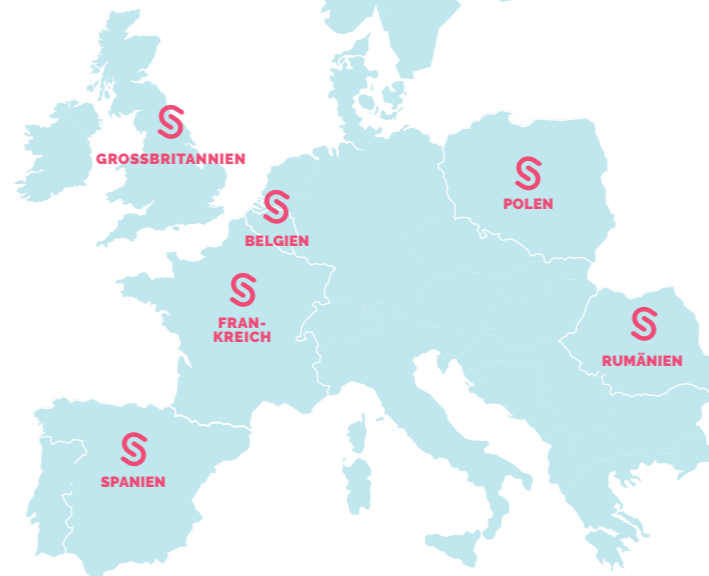 GROSSBRITANNIEN
POLEN
BELGIEN
FRAN-
KREICH
RUMÄNIEN
SPANIEN